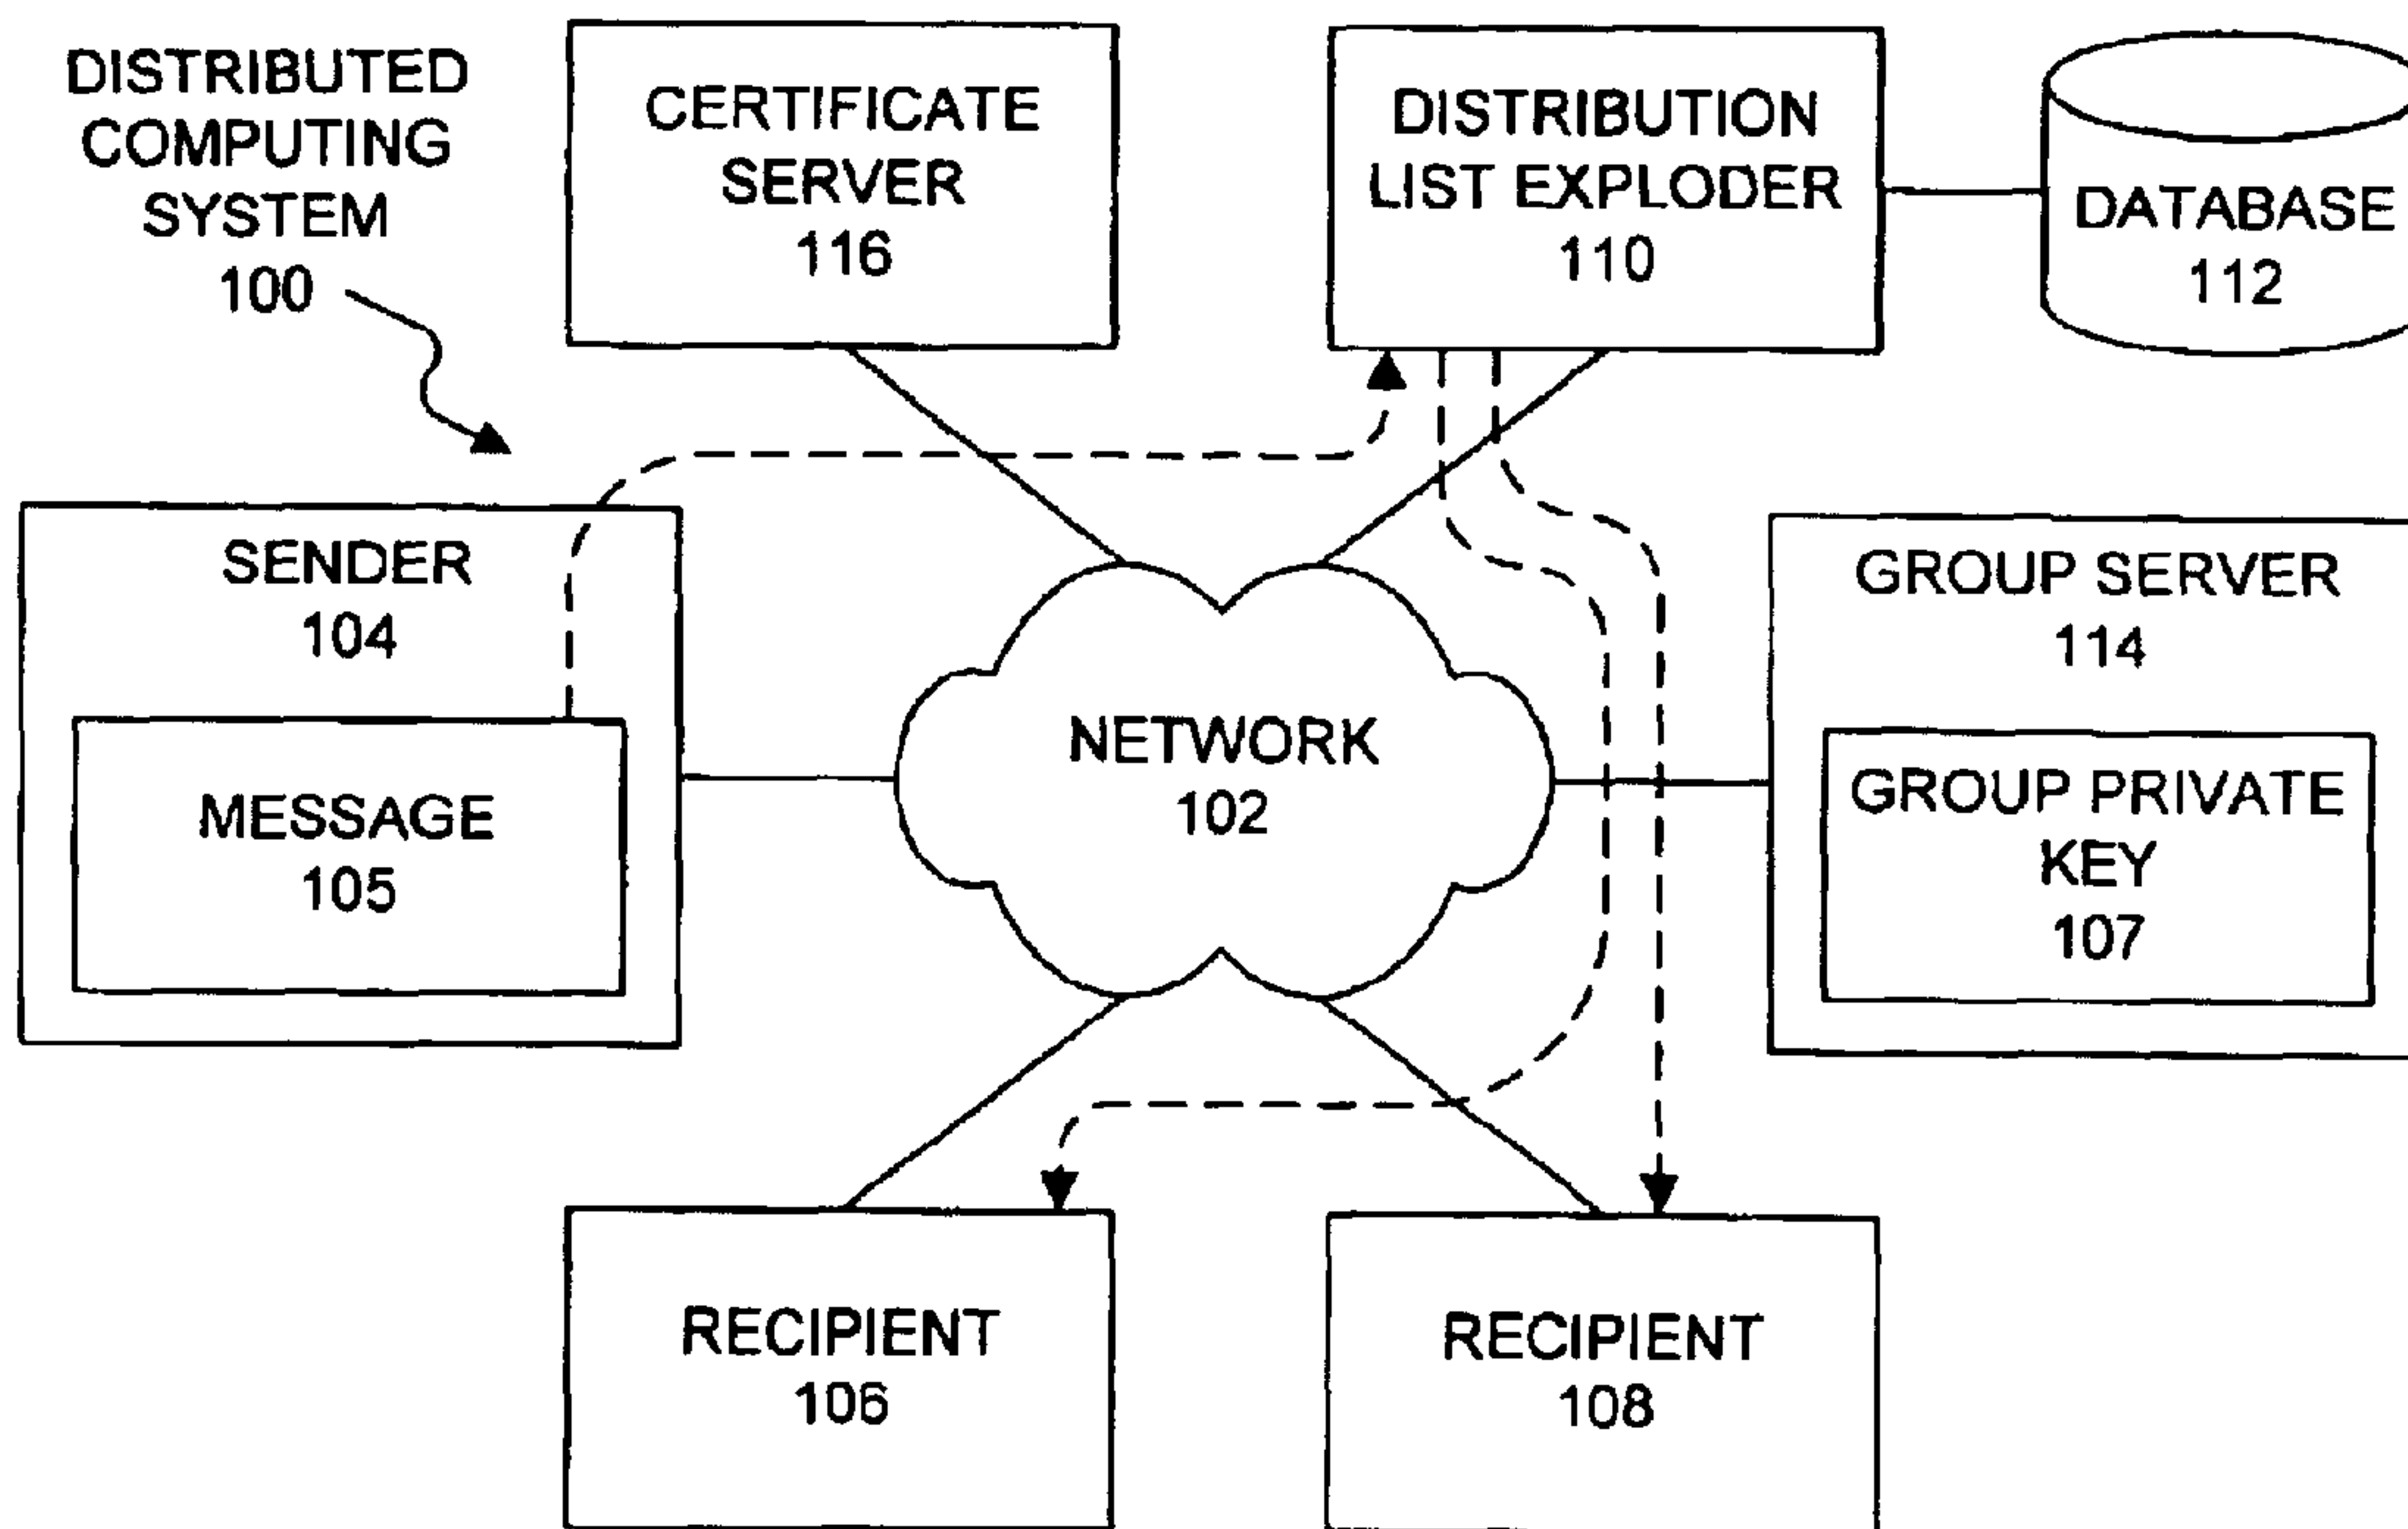 DISTRIBUTED
COMPUTING
SYSTEM
100
CERTIFICATE
SERVER
116
DISTRIBUTION
LIST EXPLODER
110
DATABASE
112
SENDER
104
MESSAGE
105
NETWORK
102
GROUP SERVER
114
GROUP PRIVATE
KEY
107
RECIPIENT
106
RECIPIENT
108